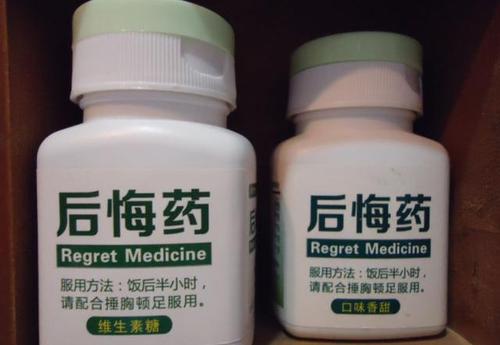 后悔药
Regret Medicine
服用方法：饭后半小时，
请配合捶胸顿足服用。
维生素糖
后悔药
Regret Medicine
服用方法：饭后半小时，
请配合捶胸顿足服用。
口味香甜